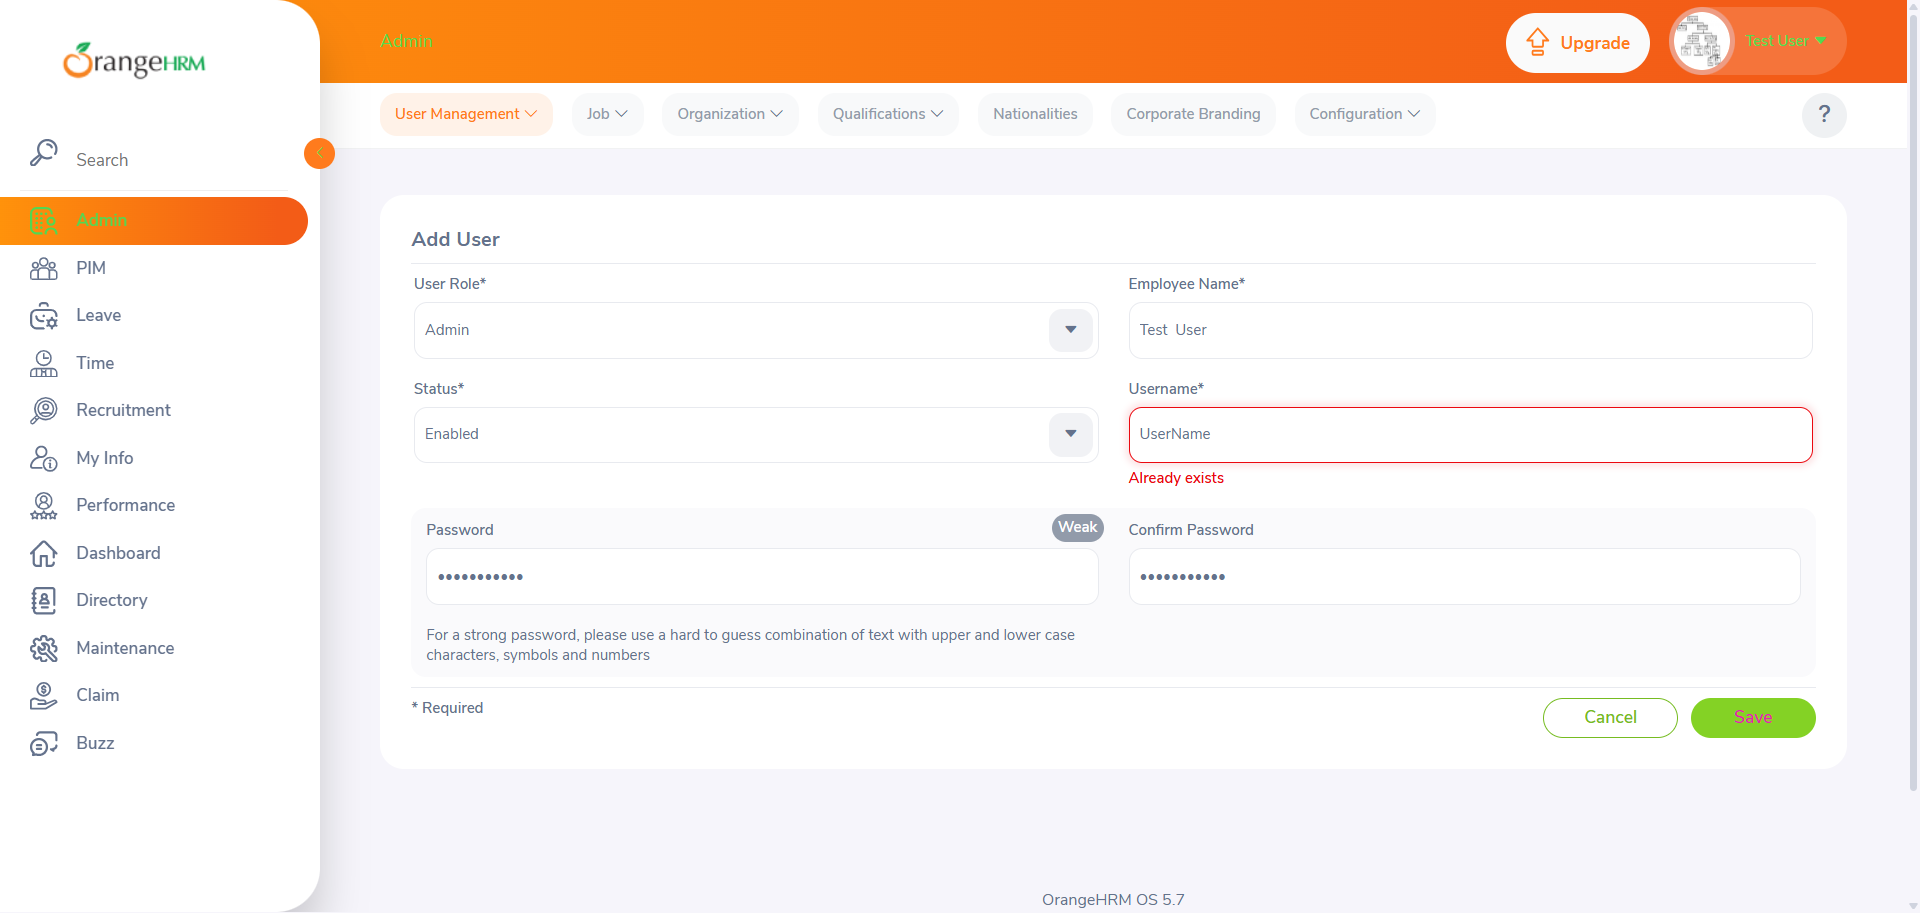 OrangeHRM
Admin
Upgrade
Test User
User Management
Job
Organization
Qualifications
Nationalities
Corporate Branding
Configuration
?
Search
Admin
PIM
Leave
Time
Recruitment
My Info
Performance
Dashboard
Directory
Maintenance
Claim
Buzz
Add User
User Role*
Employee Name*
Admin
Test  User
Status*
Username*
Enabled
UserName
Already exists
Password
Weak
Confirm Password
•••••••••••
•••••••••••
For a strong password, please use a hard to guess combination of text with upper and lower case
characters, symbols and numbers
* Required
Cancel
Save
OrangeHRM OS 5.7